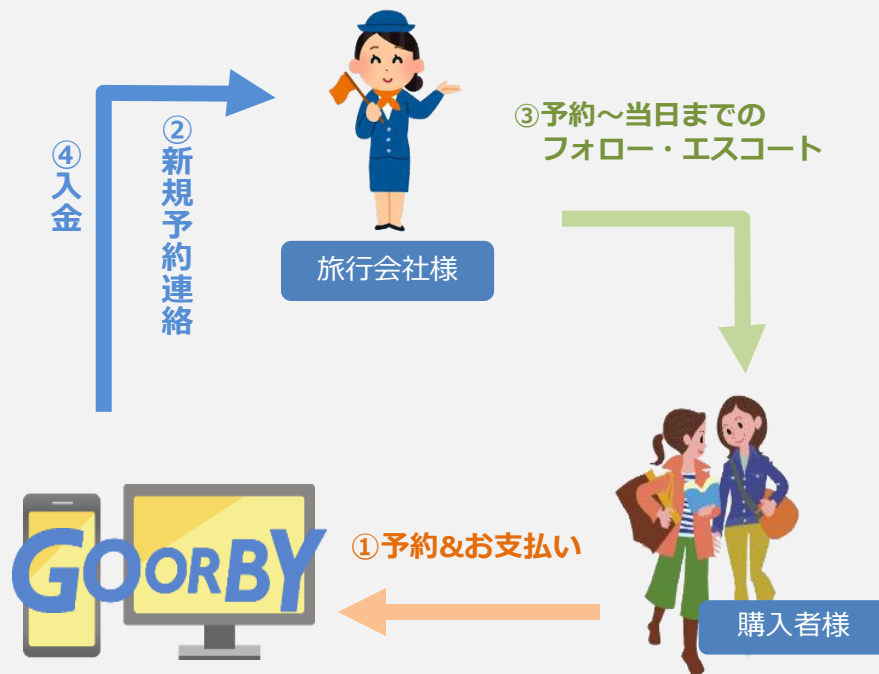 ④入金
②新規予約連絡
③予約～当日までの
フォロー・エスコート
旅行会社様
GOORBY
①予約&お支払い
購入者様